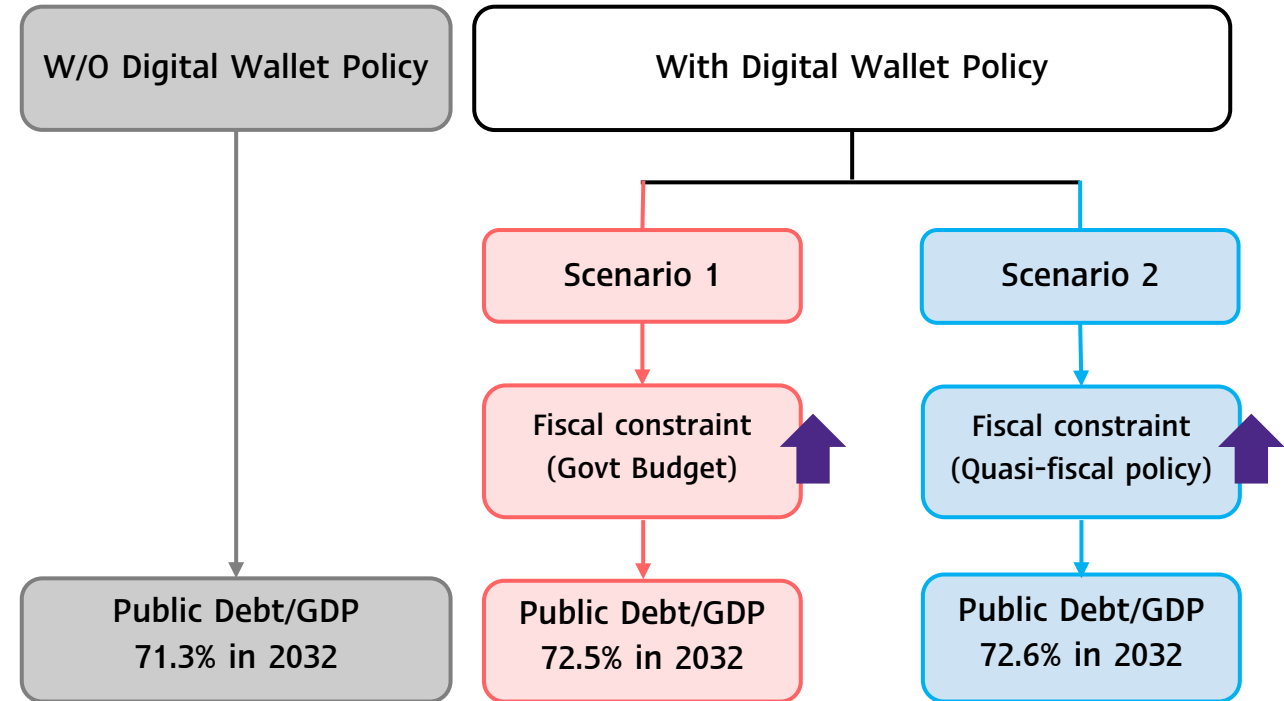 W/O Digital Wallet Policy
With Digital Wallet Policy
Scenario 1
Scenario 2
Fiscal constraint
(Govt Budget)
Fiscal constraint
(Quasi-fiscal policy)
Public Debt/GDP
71.3% in 2032
Public Debt/GDP
72.5% in 2032
Public Debt/GDP
72.6% in 2032